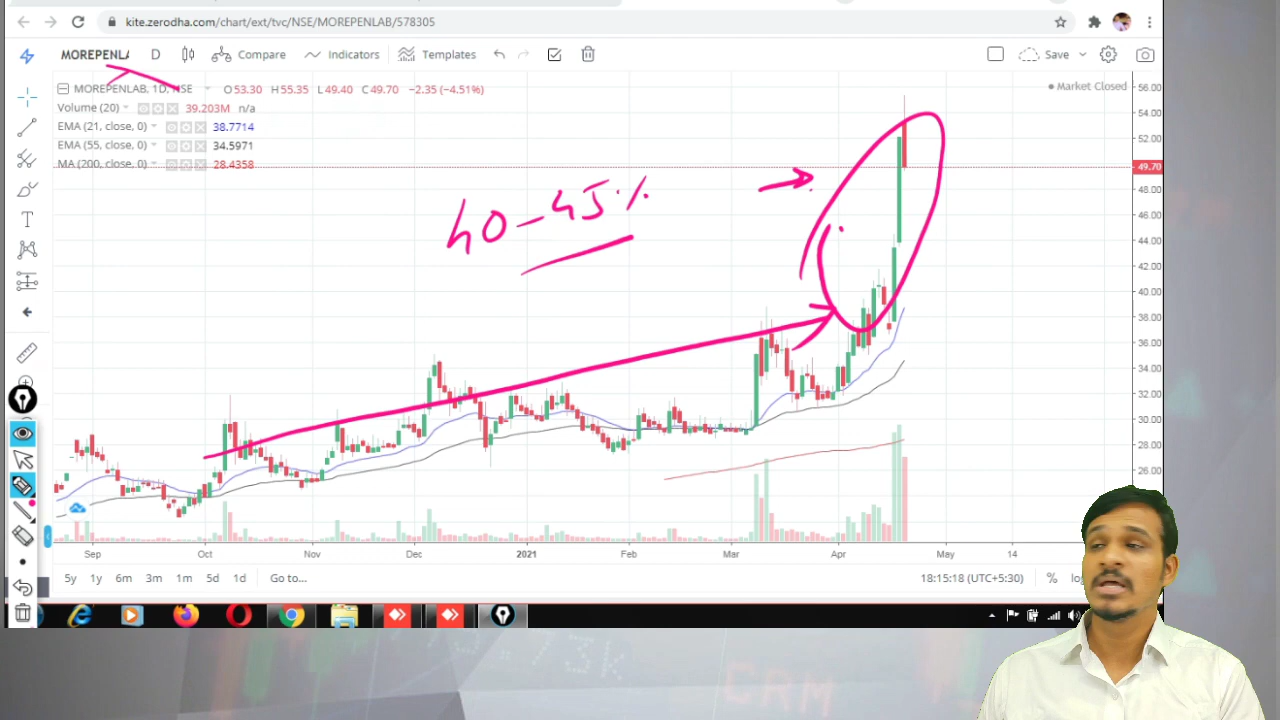 kite.zerodha.com/chart/ext/tvc/NSE/MOREPENLAB/578305
MOREPENLA D Compare Indicators Templates Save
MOREPENLAB, 1D, NSE O53.30 H55.35 L49.40 C49.70 −2.35 (−4.51%)
Market Closed
Volume (20) 39.203M n/a
EMA (21, close, 0) 38.7714
EMA (55, close, 0) 34.5971
MA (200, close, 0) 28.4358
40-45%
56.00
54.00
52.00
49.70
48.00
46.00
44.00
42.00
40.00
38.00
36.00
34.00
32.00
30.00
28.00
26.00
Sep Oct Nov Dec 2021 Feb Mar Apr May 14
5y 1y 6m 3m 1m 5d 1d Go to... 18:15:18 (UTC+5:30) %
CRM